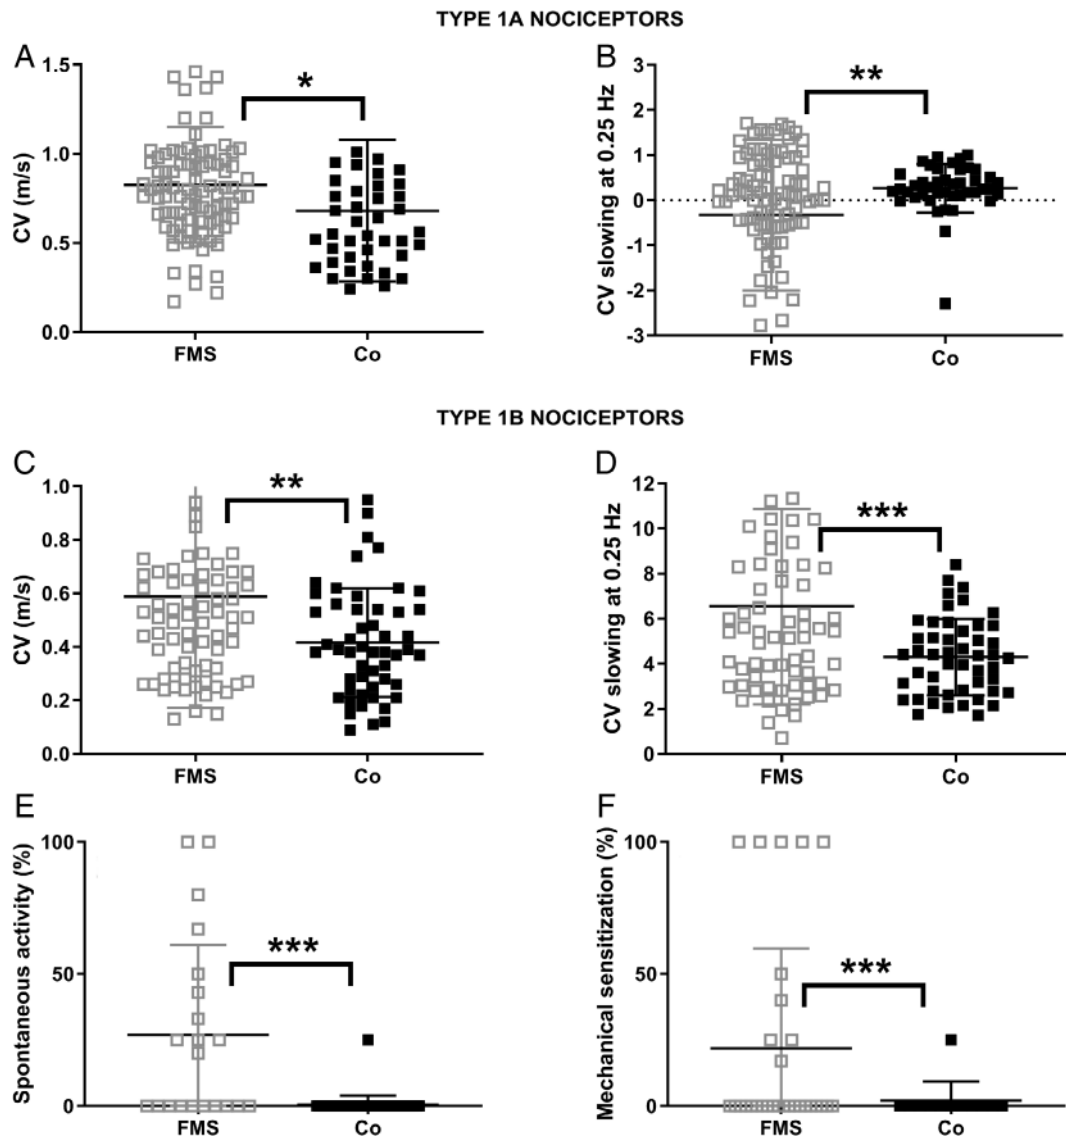 TYPE 1A NOCICEPTORS
A
B
CV (m/s)
1.5
1.0
0.5
0.0
*
FMS
Co
CV slowing at 0.25 Hz
3
2
1
0
-1
-2
-3
**
FMS
Co
TYPE 1B NOCICEPTORS
C
D
CV (m/s)
1.0
0.8
0.6
0.4
0.2
0.0
**
FMS
Co
CV slowing at 0.25 Hz
12
10
8
6
4
2
0
***
FMS
Co
E
F
Spontaneous activity (%)
100
50
0
***
FMS
Co
Mechanical sensitization (%)
100
50
0
***
FMS
Co